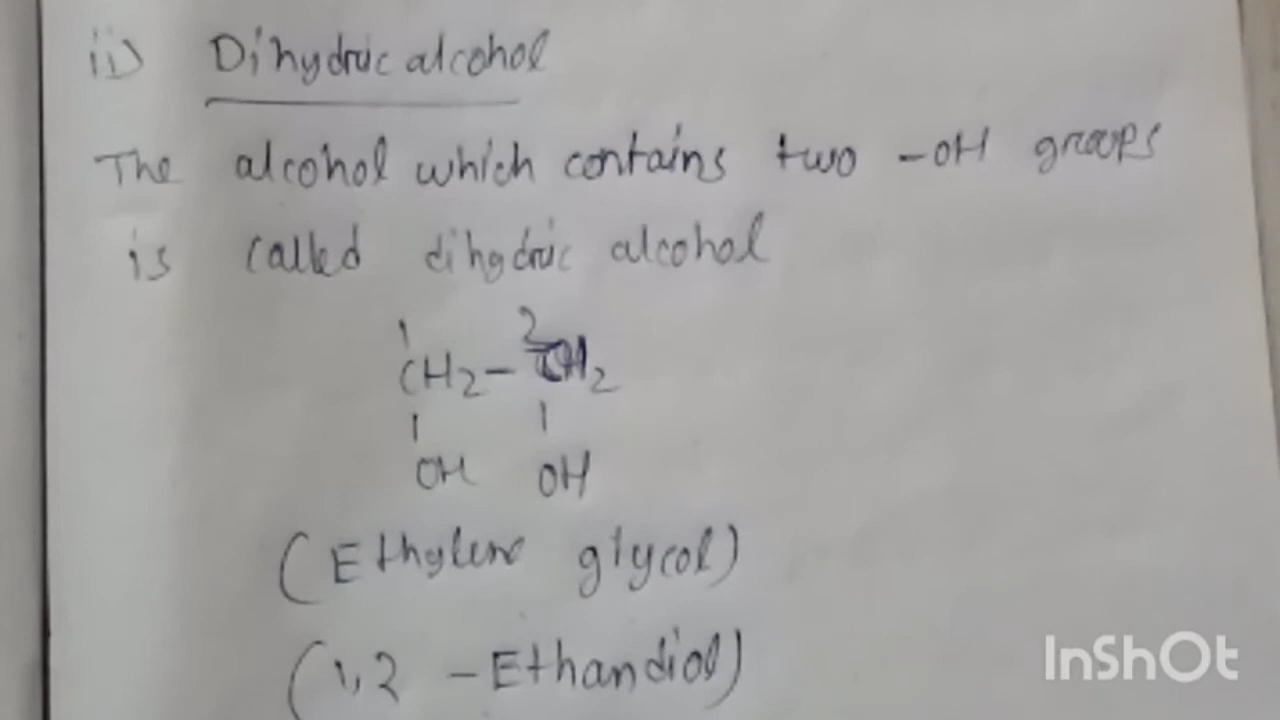 ii) Dihydric alcohol
The alcohol which contains two -OH groups
is called dihydric alcohol
1 2
CH2-CH2
| |
OH OH
(Ethylene glycol)
(1,2 -Ethandiol)
InShOt